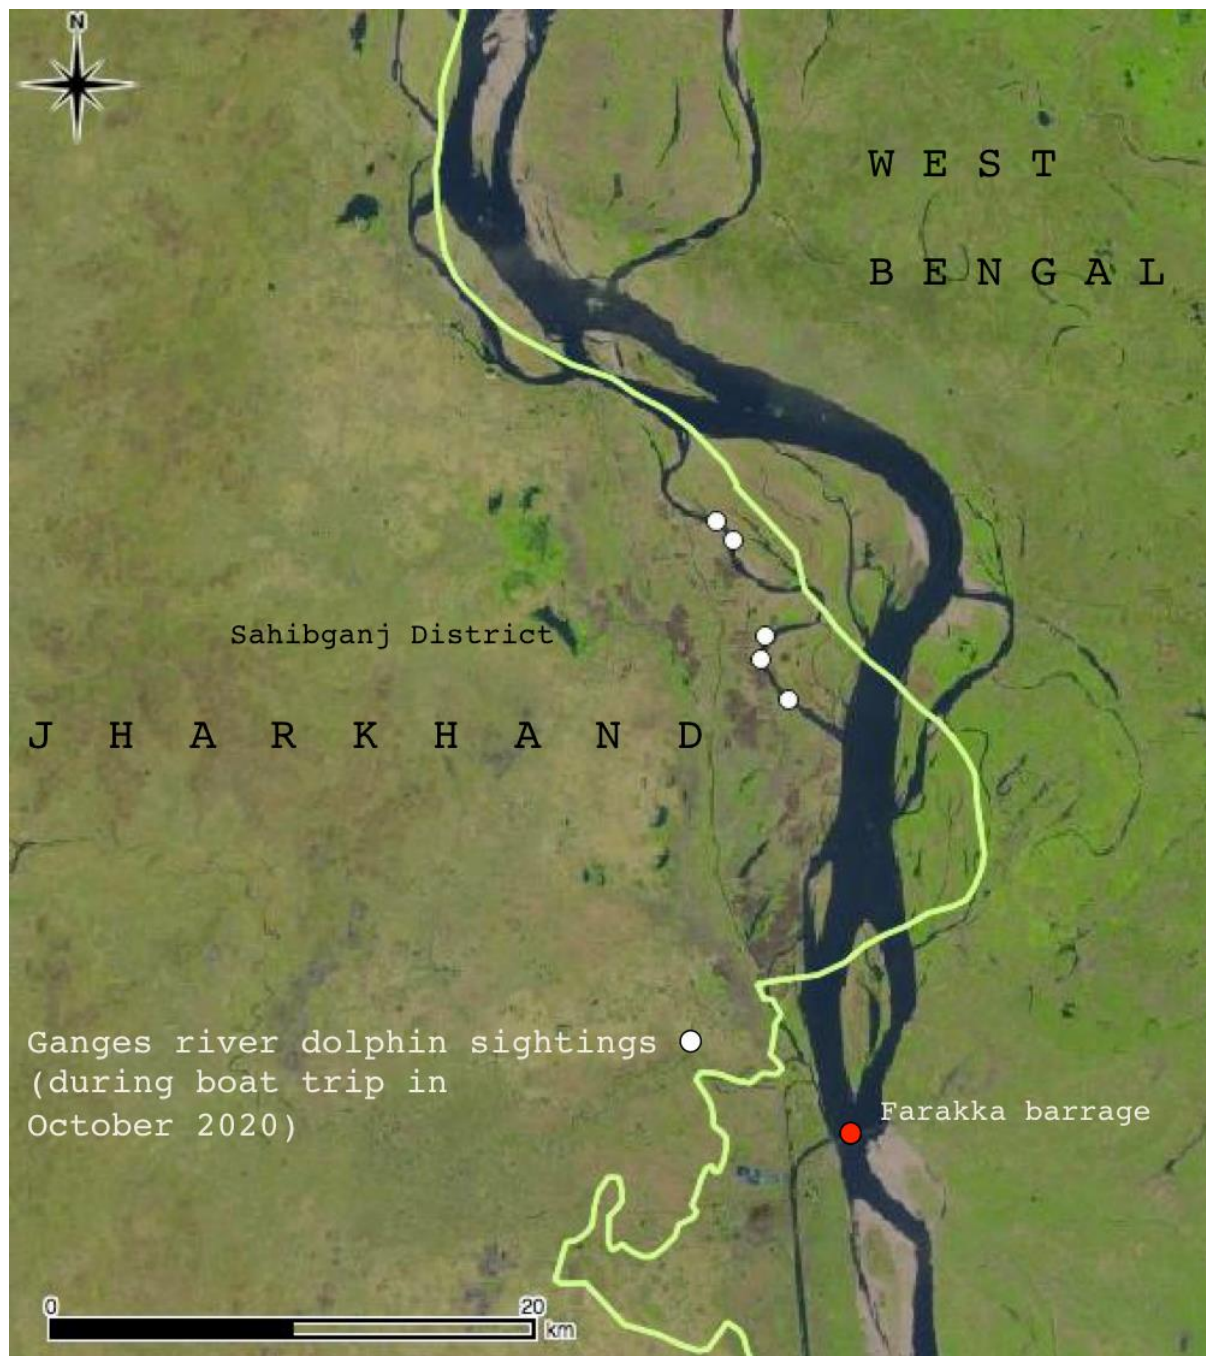 N
W E S T
B E N G A L
Sahibganj District
J H A R K H A N D
Ganges river dolphin sightings
(during boat trip in
October 2020)
Farakka barrage
0 20
km